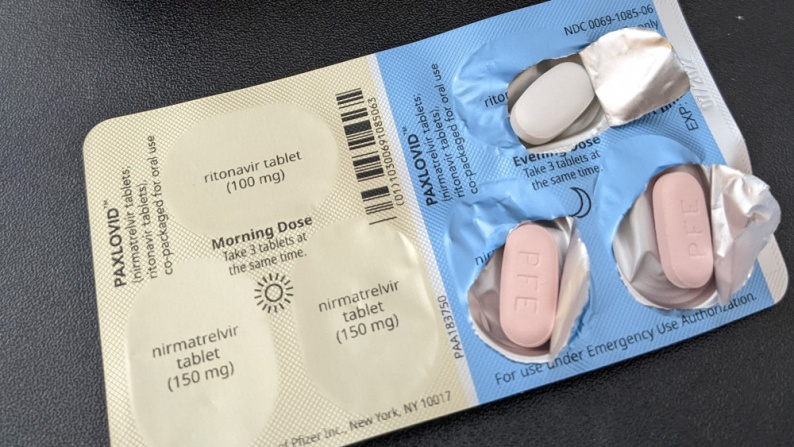 PAXLOVID™
(nirmatrelvir tablets;
ritonavir tablets),
co-packaged for oral use
ritonavir tablet
(100 mg)
Morning Dose
Take 3 tablets at
the same time.
nirmatrelvir
tablet
(150 mg)
nirmatrelvir
tablet
(150 mg)
(01)10300691085063
of Pfizer Inc., New York, NY 10017
PAXLOVID™
(nirmatrelvir tablets;
ritonavir tablets),
co-packaged for oral use
NDC 0069-1085-06
only
Evening Dose
Take 3 tablets at
the same time.
PFE
PFE
EXP
PAA183750
For use under Emergency Use Authorization.